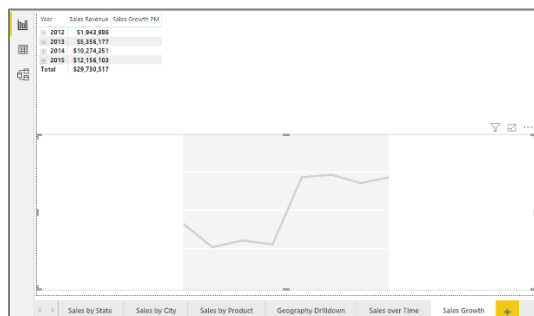 Year Sales Revenue Sales Growth PM
2012 $1,943,986
2013 $5,356,177
2014 $10,274,251
2015 $12,156,103
Total $29,730,517
Sales by State Sales by City Sales by Product Geography Drilldown Sales over Time Sales Growth +